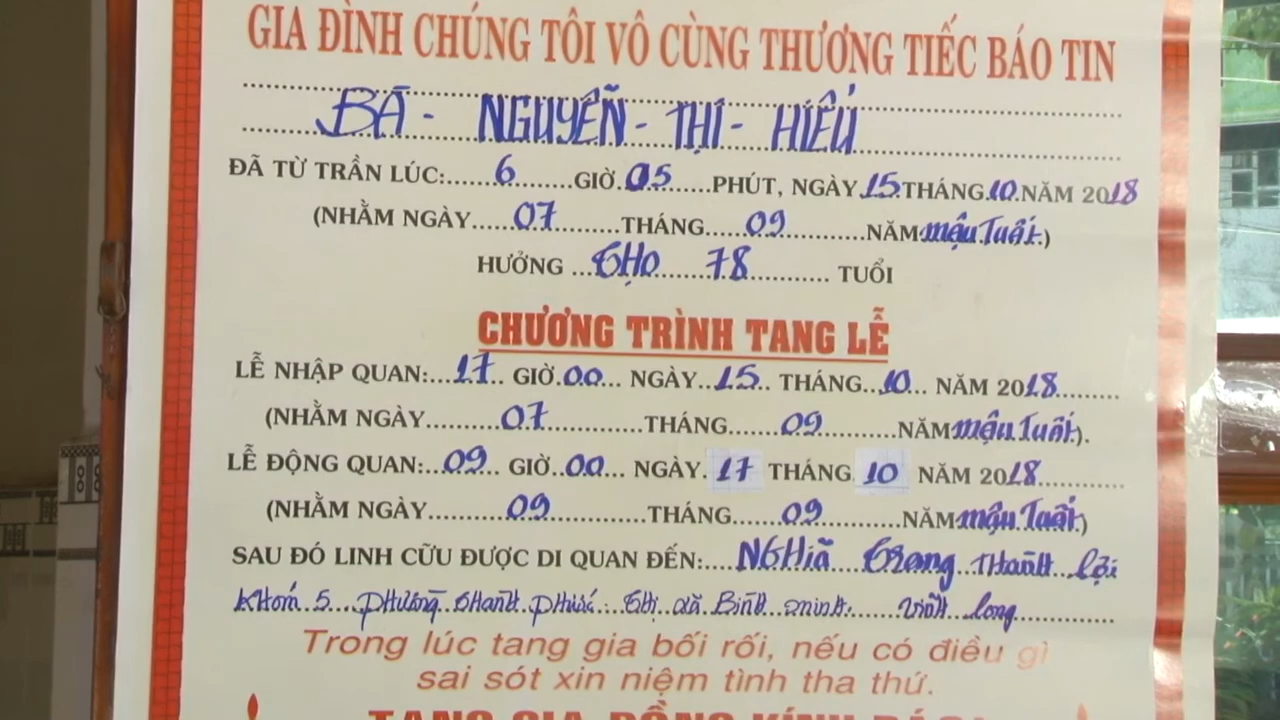 GIA ĐÌNH CHÚNG TÔI VÔ CÙNG THƯƠNG TIẾC BÁO TIN
BÀ - NGUYỄN - THỊ - HIẾU
ĐÃ TỪ TRẦN LÚC:......6......GIỜ.05......PHÚT, NGÀY.15.THÁNG.10.NĂM 2018
(NHẰM NGÀY....07.......THÁNG.......09.........NĂM mậu Tuất.)
HƯỞNG ...THỌ 78............ TUỔI
CHƯƠNG TRÌNH TANG LỄ
LỄ NHẬP QUAN:...17.. GIỜ.00... NGÀY..15.. THÁNG..10... NĂM 2018.........
(NHẰM NGÀY.......07...........THÁNG.......09........NĂM mậu Tuất).
LỄ ĐỘNG QUAN:..09... GIỜ..00... NGÀY. 17 THÁNG. 10 NĂM 2018............
(NHẰM NGÀY........09..........THÁNG......09.........NĂM mậu Tuất)
SAU ĐÓ LINH CỮU ĐƯỢC DI QUAN ĐẾN:....NGHĨA Trang THÀNH Lợi
KHÓM 5... PHƯỜNG THÀNH PHƯỚC. Thị xã BÌNH MINH.... VĨNH Long
Trong lúc tang gia bối rối, nếu có điều gì
sai sót xin niệm tình tha thứ.
TANG GIA ĐỒNG KÍNH BÁO!